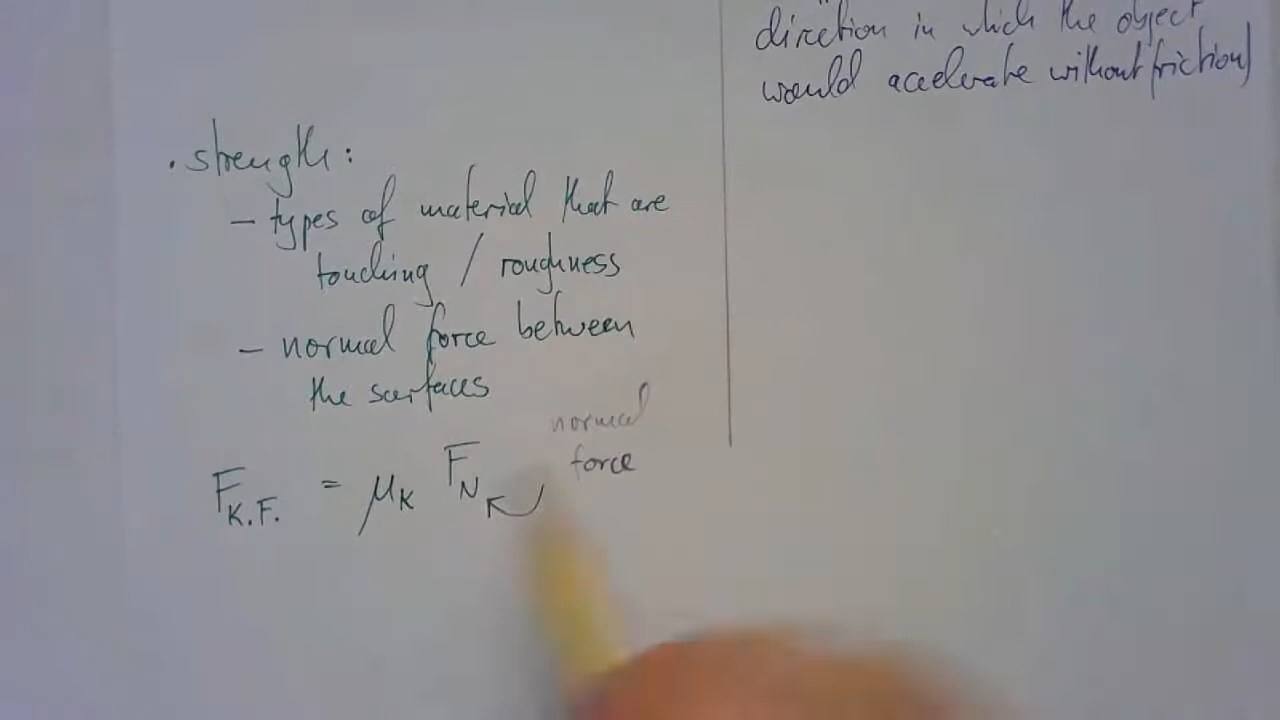 direction in which the object
would acelerate without friction)
. strength:
- types of material that are
touching / roughness
- normal force between
the surfaces
normal
force
F_K.F. = μ_K F_N